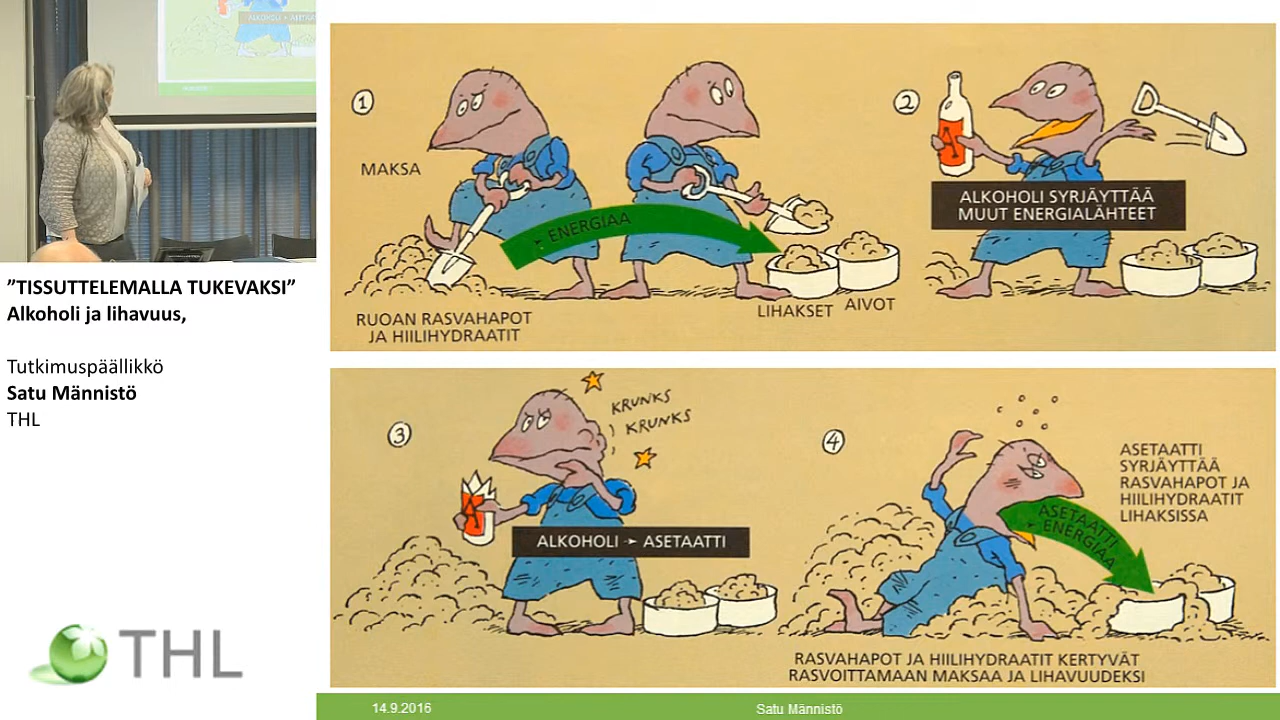 ”TISSUTTELEMALLA TUKEVAKSI”
Alkoholi ja lihavuus,
Tutkimuspäällikkö
Satu Männistö
THL
THL
1
MAKSA
ENERGIAA
RUOAN RASVAHAPOT
JA HIILIHYDRAATIT
LIHAKSET
AIVOT
2
A
ALKOHOLI SYRJÄYTTÄÄ
MUUT ENERGIALÄHTEET
3
KRUNKS
KRUNKS
A
ALKOHOLI → ASETAATTI
4
ASETAATTI
SYRJÄYTTÄÄ
RASVAHAPOT JA
HIILIHYDRAATIT
LIHAKSISSA
ASETAATTI
→ ENERGIAA
RASVAHAPOT JA HIILIHYDRAATIT KERTYVÄT
RASVOITTAMAAN MAKSAA JA LIHAVUUDEKSI
14.9.2016
Satu Männistö